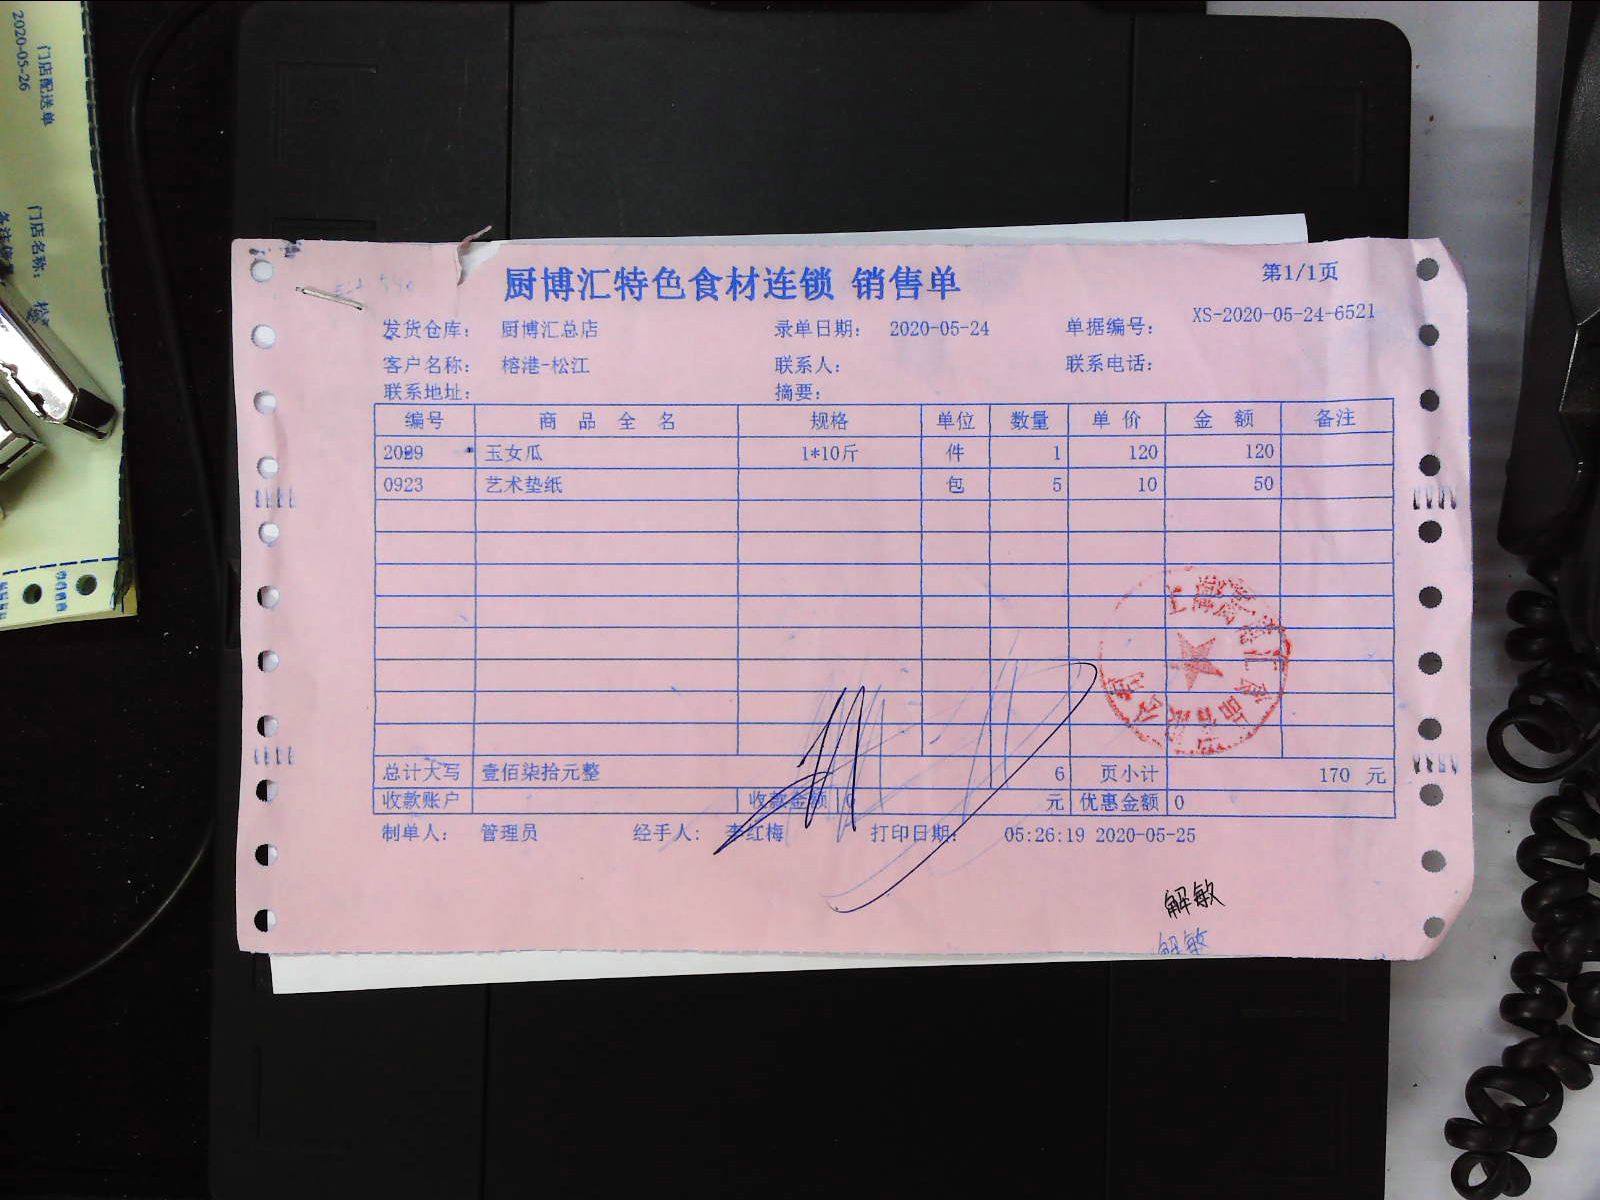 门店配送单
2020-05-26
门店名称：
厨博汇特色食材连锁 销售单
第1/1页
发货仓库： 厨博汇总店 录单日期： 2020-05-24 单据编号： XS-2020-05-24-6521
客户名称： 榕港-松江 联系人： 联系电话：
联系地址： 摘要：
编号 商品全名 规格 单位 数量 单价 金额 备注
玉女瓜 1*10斤 件 1 120 120
0923 艺术垫纸 包 5 10 50
总计大写 壹佰柒拾元整 6 页小计 170 元
收款账户 收款金额 元 优惠金额 0
制单人： 管理员 经手人： 李红梅 打印日期： 05:26:19 2020-05-25
解敏
解敏